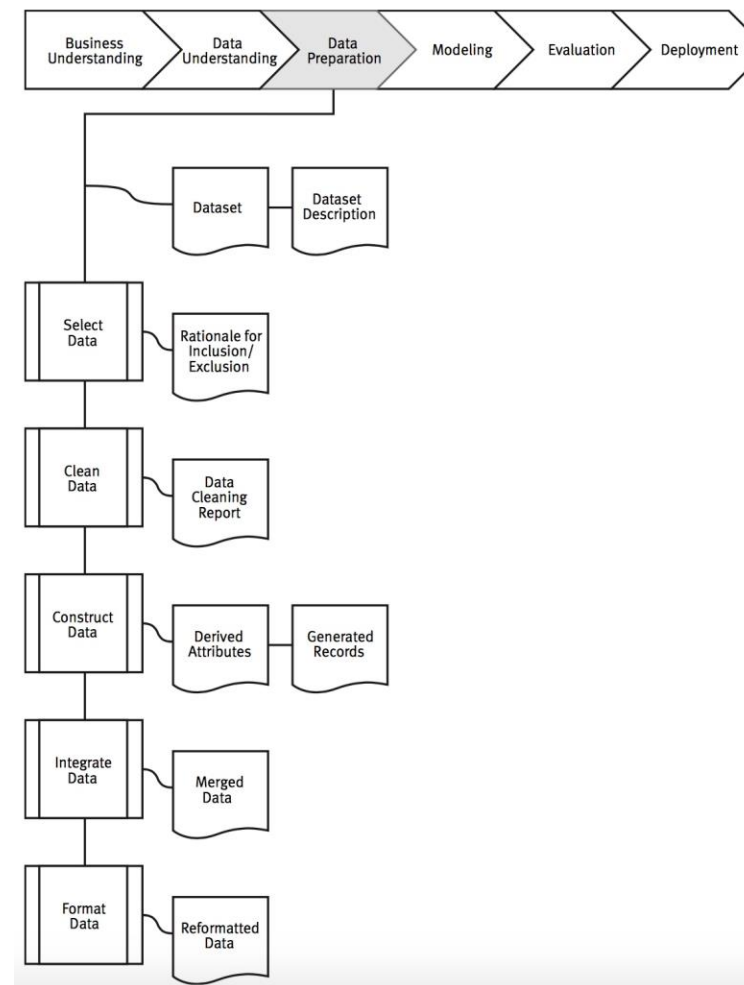 Business
Understanding
Data
Understanding
Data
Preparation
Modeling
Evaluation
Deployment
Dataset
Dataset
Description
Select
Data
Rationale for
Inclusion/
Exclusion
Clean
Data
Data
Cleaning
Report
Construct
Data
Derived
Attributes
Generated
Records
Integrate
Data
Merged
Data
Format
Data
Reformatted
Data